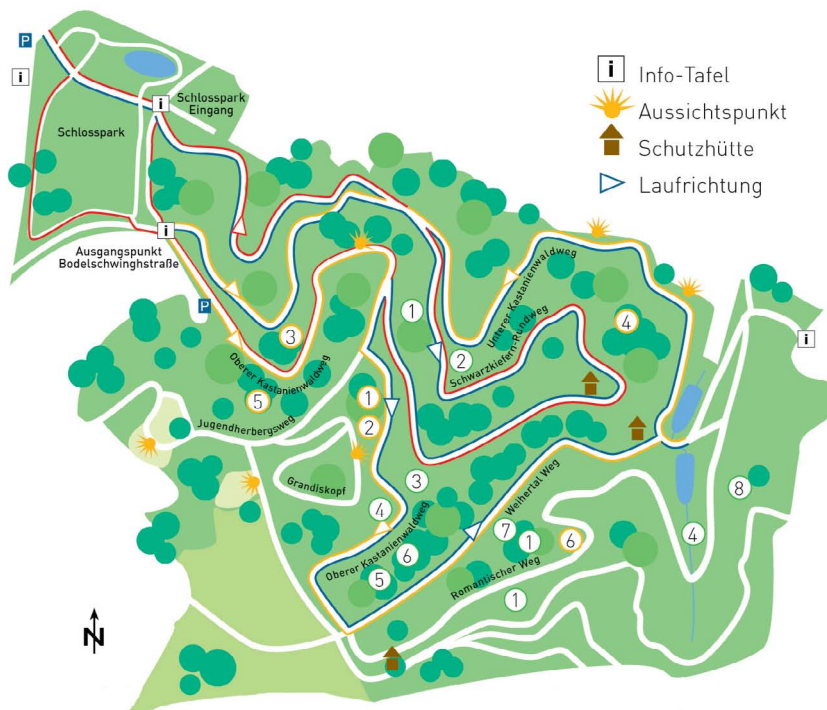 P
i
i
Schlosspark
Eingang
Schlosspark
i
Ausgangspunkt
Bodelschwinghstraße
P
i Info-Tafel
Aussichtspunkt
Schutzhütte
Laufrichtung
Unterer Kastanienwaldweg
Schwarzkiefern-Rundweg
1
2
3
4
Oberer Kastanienwaldweg
5
Jugendherbergsweg
1
2
i
Grandiskopf
3
4
Weihertal Weg
Oberer Kastanienwaldweg
5
6
7
1
6
Romantischer Weg
1
4
8
N